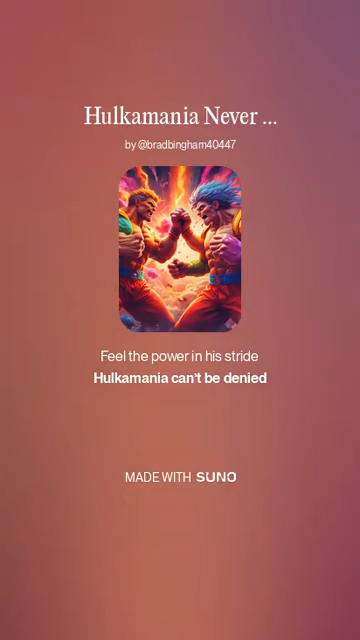 Hulkamania Never ...
by @bradbingham40447
Feel the power in his stride
Hulkamania can't be denied
MADE WITH SUNO